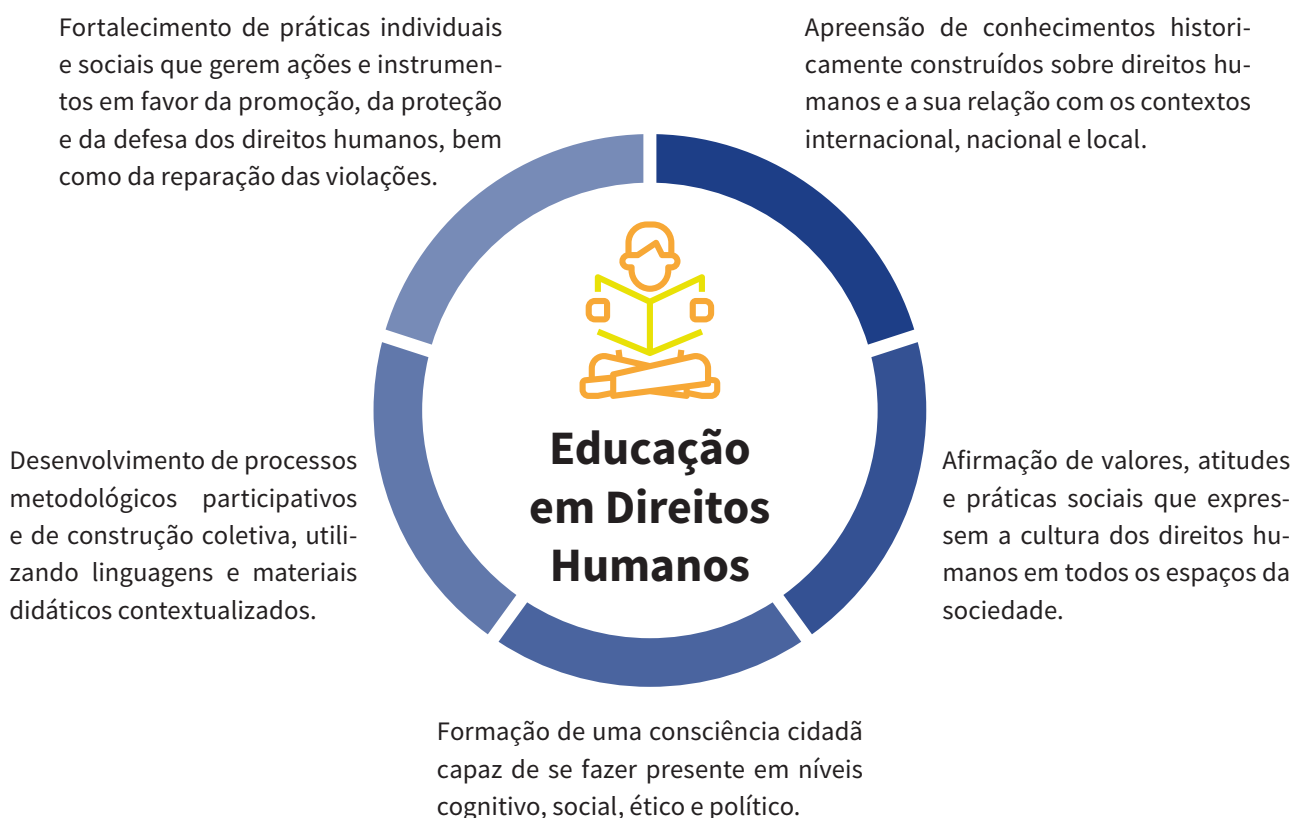 Fortalecimento de práticas individuais
e sociais que gerem ações e instrumen-
tos em favor da promoção, da proteção
e da defesa dos direitos humanos, bem
como da reparação das violações.
Apreensão de conhecimentos histori-
camente construídos sobre direitos hu-
manos e a sua relação com os contextos
internacional, nacional e local.
Educação
em Direitos
Humanos
Desenvolvimento de processos
metodológicos participativos
e de construção coletiva, utili-
zando linguagens e materiais
didáticos contextualizados.
Afirmação de valores, atitudes
e práticas sociais que expres-
sem a cultura dos direitos hu-
manos em todos os espaços da
sociedade.
Formação de uma consciência cidadã
capaz de se fazer presente em níveis
cognitivo, social, ético e político.